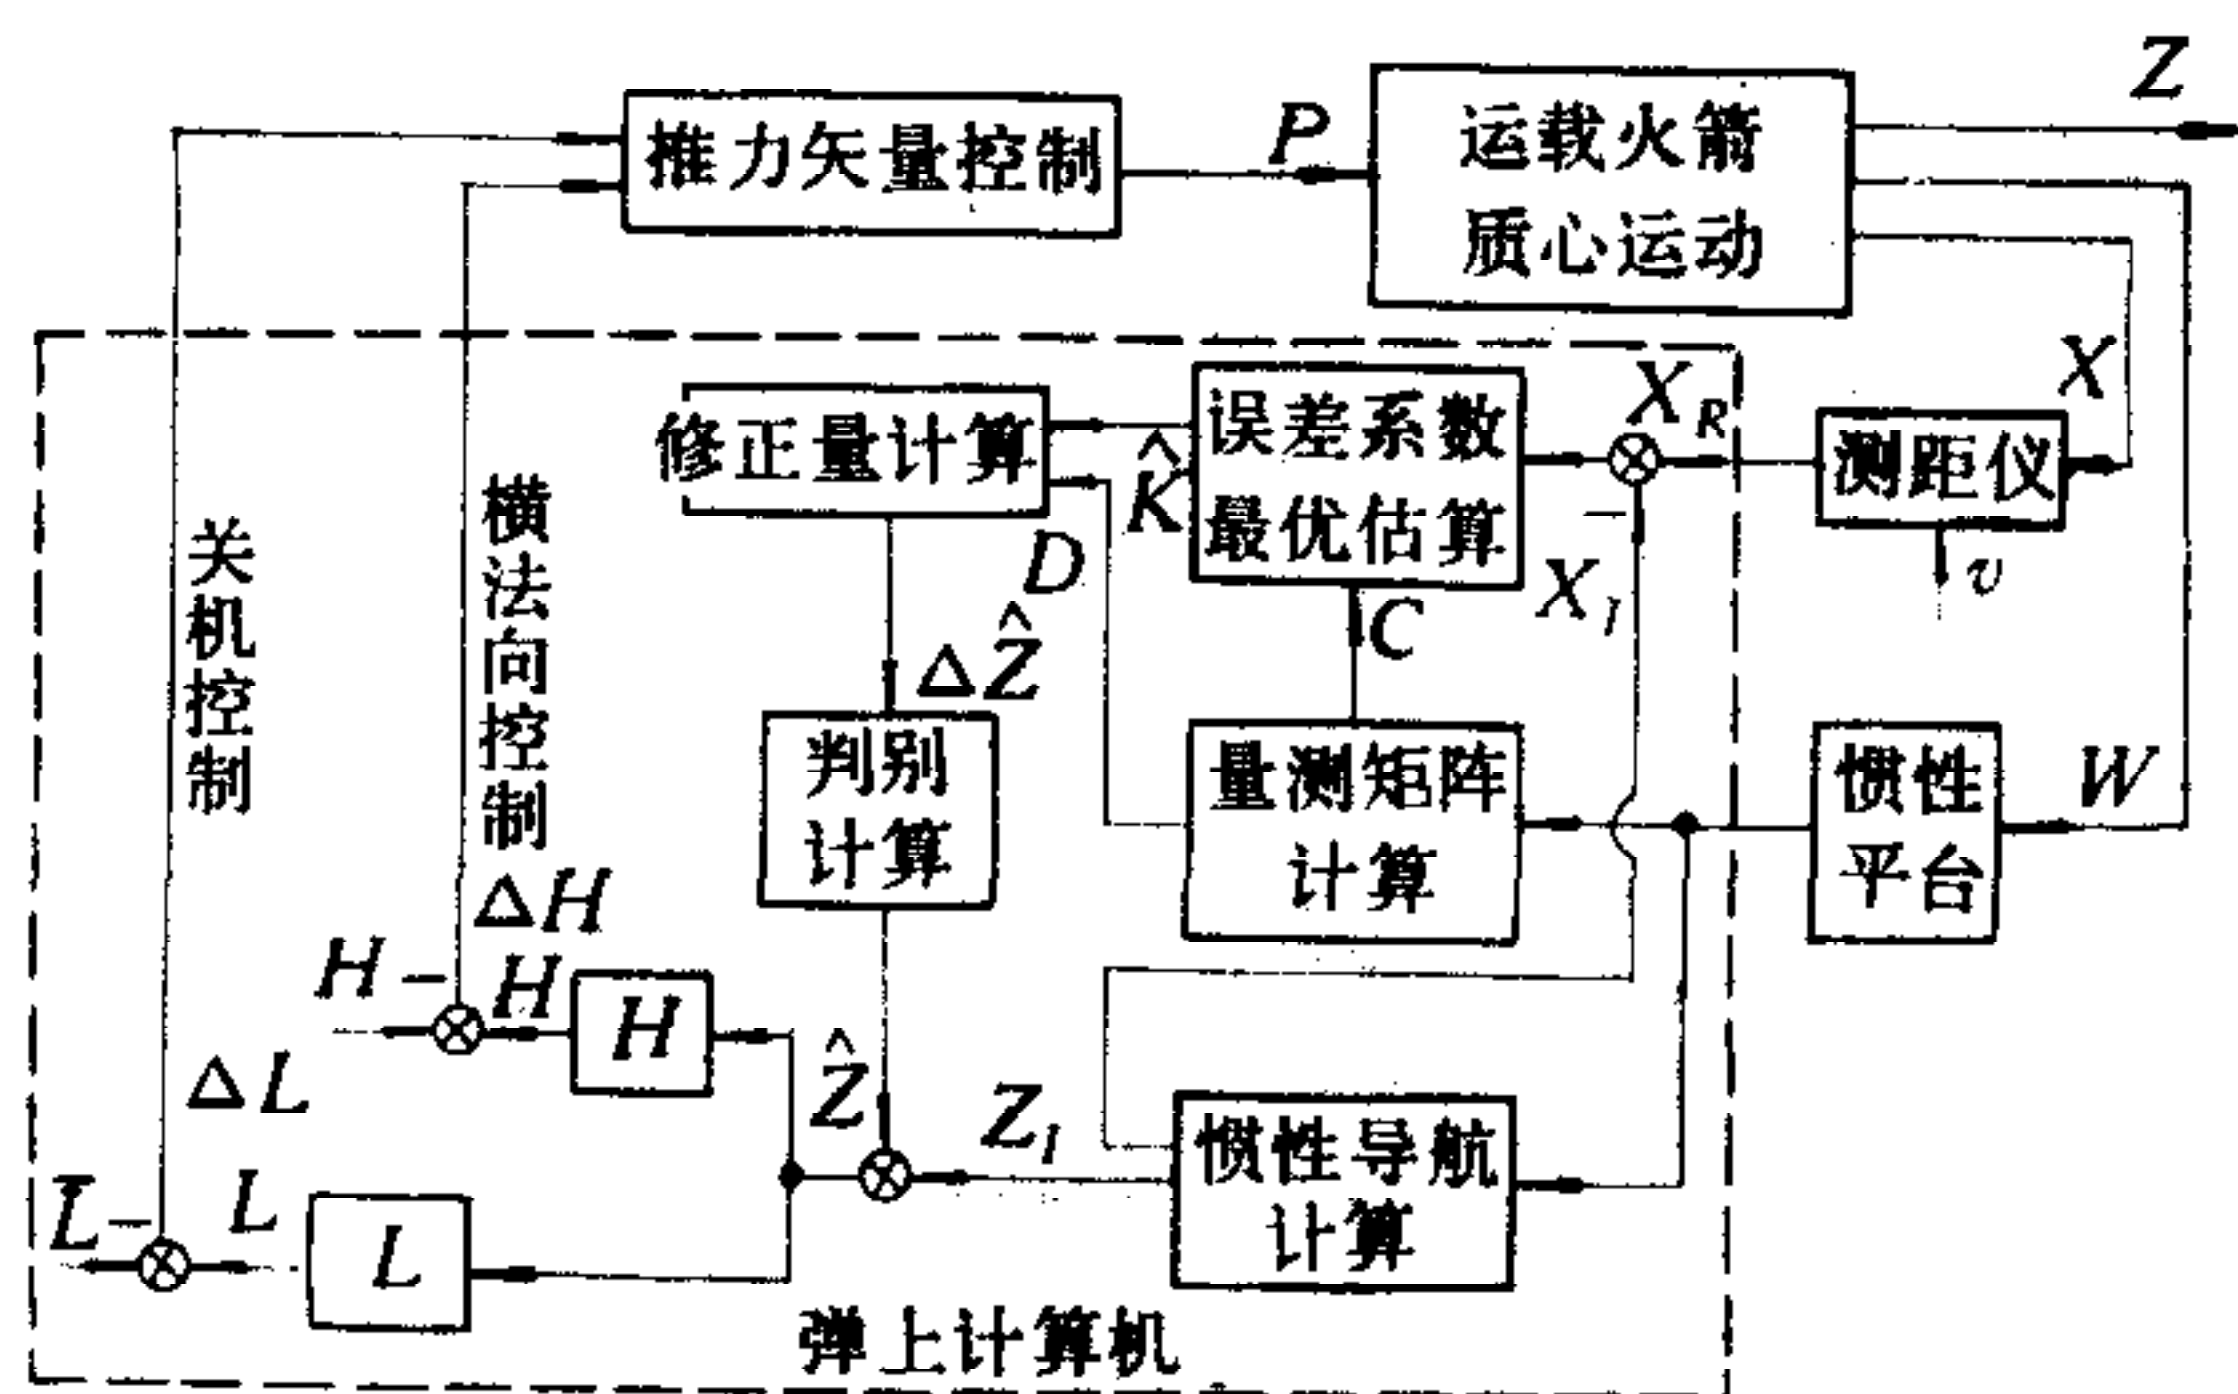 Z
推力矢量控制
P
运载火箭
质心运动
X
W
修正量计算
K̂
误差系数
最优估算
X_R
测距仪
v
D
X_I
C
关机控制
横法向控制
ΔẐ
判别
计算
量测矩阵
计算
惯性
平台
ΔH
H̄ -
H
H
ΔL
Ẑ
Z_I
惯性导航
计算
L̄ -
L
L
弹上计算机